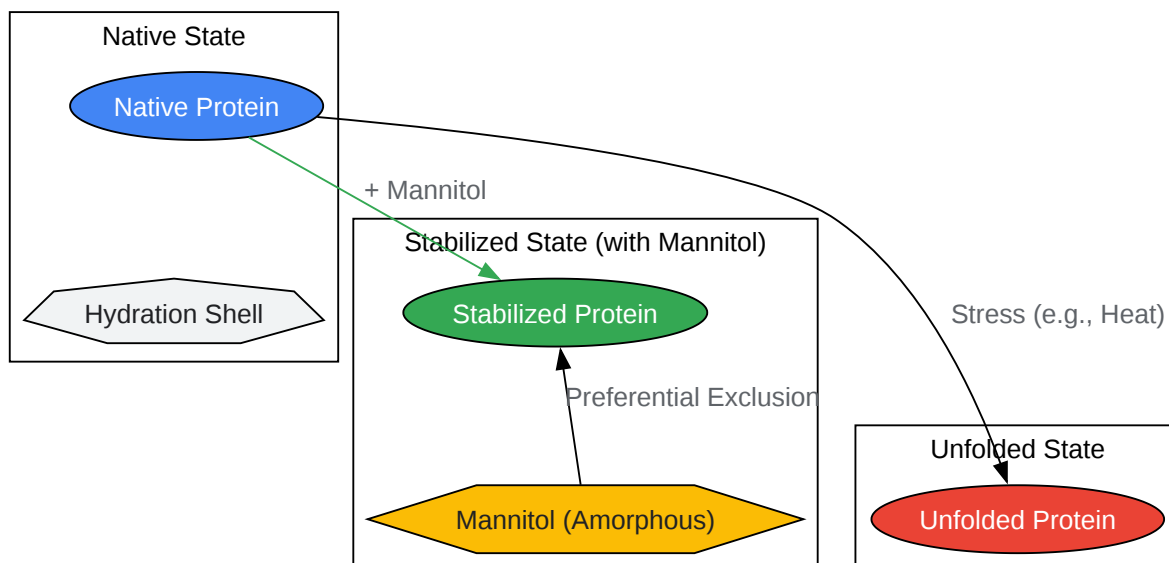 Native State
Native Protein
+ Mannitol
Stabilized State (with Mannitol)
Hydration Shell
Stabilized Protein
Stress (e.g., Heat)
Preferential Exclusion
Unfolded State
Mannitol (Amorphous)
Unfolded Protein